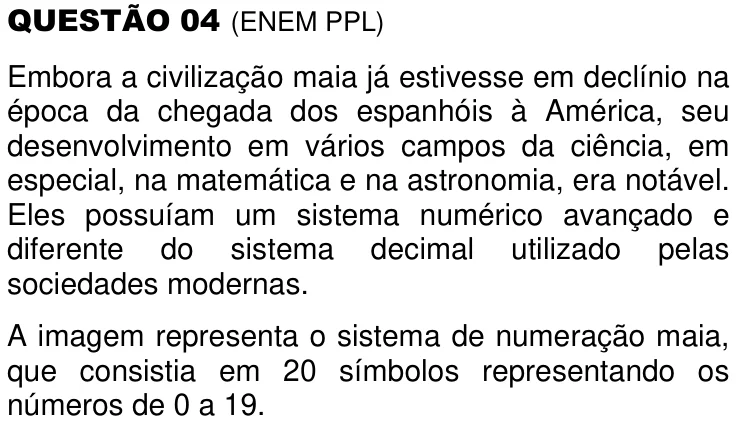 QUESTÃO 04 (ENEM PPL)
Embora a civilização maia já estivesse em declínio na
época da chegada dos espanhóis à América, seu
desenvolvimento em vários campos da ciência, em
especial, na matemática e na astronomia, era notável.
Eles possuíam um sistema numérico avançado e
diferente do sistema decimal utilizado pelas
sociedades modernas.
A imagem representa o sistema de numeração maia,
que consistia em 20 símbolos representando os
números de 0 a 19.